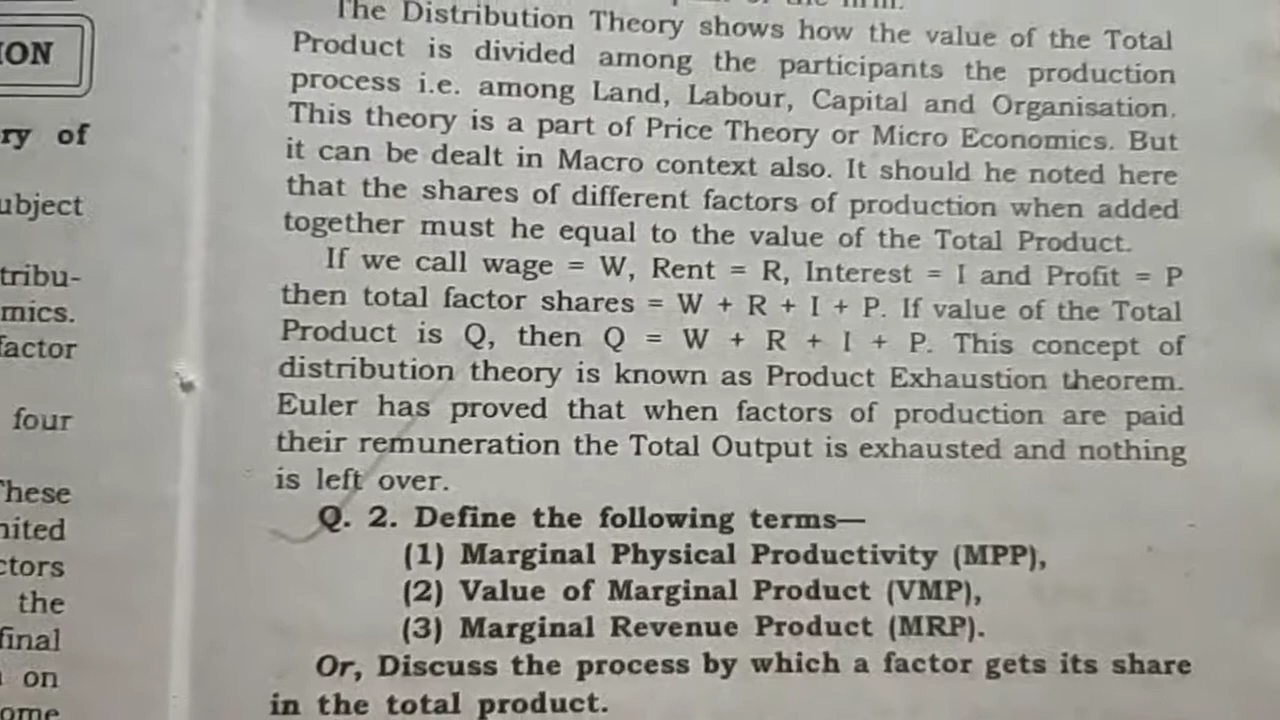 ION
ry of
ubject
tribu-
mics.
factor
four
These
nited
ctors
the
final
on
ome
The Distribution Theory shows how the value of the Total
Product is divided among the participants the production
process i.e. among Land, Labour, Capital and Organisation.
This theory is a part of Price Theory or Micro Economics. But
it can be dealt in Macro context also. It should he noted here
that the shares of different factors of production when added
together must he equal to the value of the Total Product.
If we call wage = W, Rent = R, Interest = I and Profit = P
then total factor shares = W + R + I + P. If value of the Total
Product is Q, then Q = W + R + I + P. This concept of
distribution theory is known as Product Exhaustion theorem.
Euler has proved that when factors of production are paid
their remuneration the Total Output is exhausted and nothing
is left over.
Q. 2. Define the following terms—
(1) Marginal Physical Productivity (MPP),
(2) Value of Marginal Product (VMP),
(3) Marginal Revenue Product (MRP).
Or, Discuss the process by which a factor gets its share
in the total product.